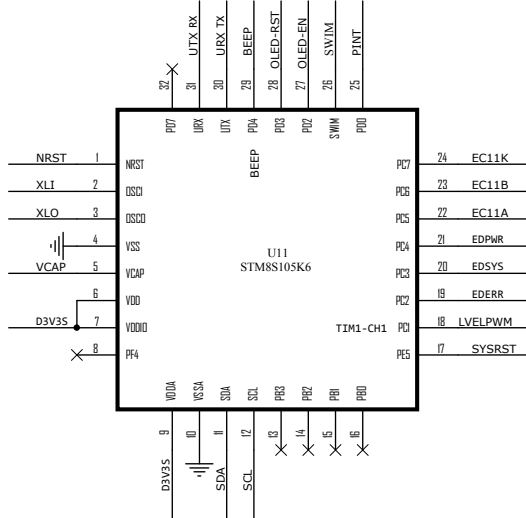 UTX RX
URX TX
BEEP
OLED-RST
OLED-EN
SWIM
PINT
32
31
30
29
28
27
26
25
PD7
URX
UTX
PD4
PD3
PD2
SWIM
PD0
BEEP
NRST 1 NRST
XLI 2 OSCI
XLO 3 OSCO
4 VSS
VCAP 5 VCAP
6 VDD
D3V3S 7 VDDIO
8 PF4
U11
STM8S105K6
PC7 24 EC11K
PC6 23 EC11B
PC5 22 EC11A
PC4 21 EDPWR
PC3 20 EDSYS
PC2 19 EDERR
TIM1-CH1 PC1 18 LVELPWM
PE5 17 SYSRST
VDDA
VSSA
SDA
SCL
PB3
PB2
PB1
PB0
9
10
11
12
13
14
15
16
D3V3S
SDA
SCL